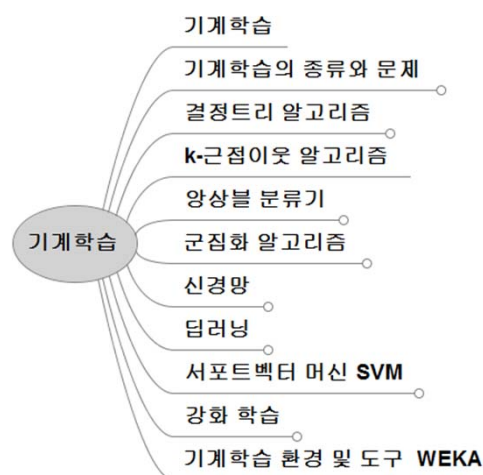 기계학습
기계학습의 종류와 문제
결정트리 알고리즘
k-근접이웃 알고리즘
앙상블 분류기
군집화 알고리즘
기계학습
신경망
딥러닝
서포트벡터 머신 SVM
강화 학습
기계학습 환경 및 도구 WEKA